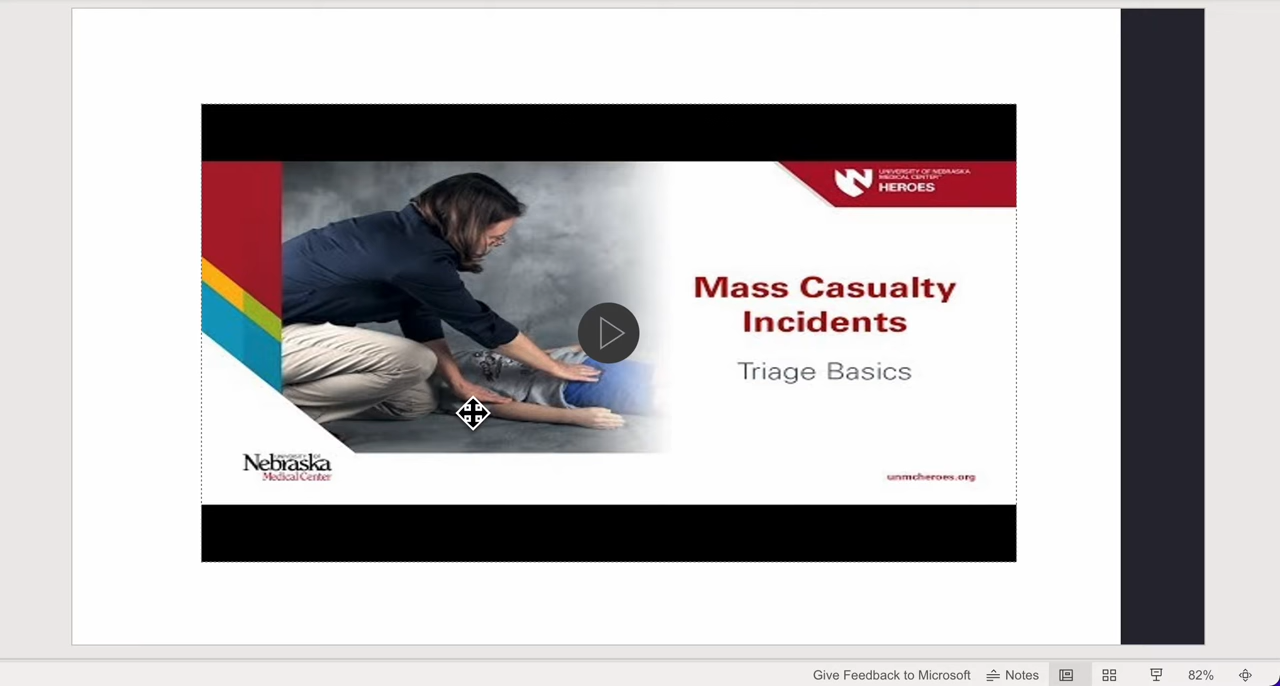 UNIVERSITY OF NEBRASKA
MEDICAL CENTER™
HEROES
Mass Casualty
Incidents
Triage Basics
UNIVERSITY OF
Nebraska
Medical Center
unmcheroes.org
Give Feedback to Microsoft
Notes
82%